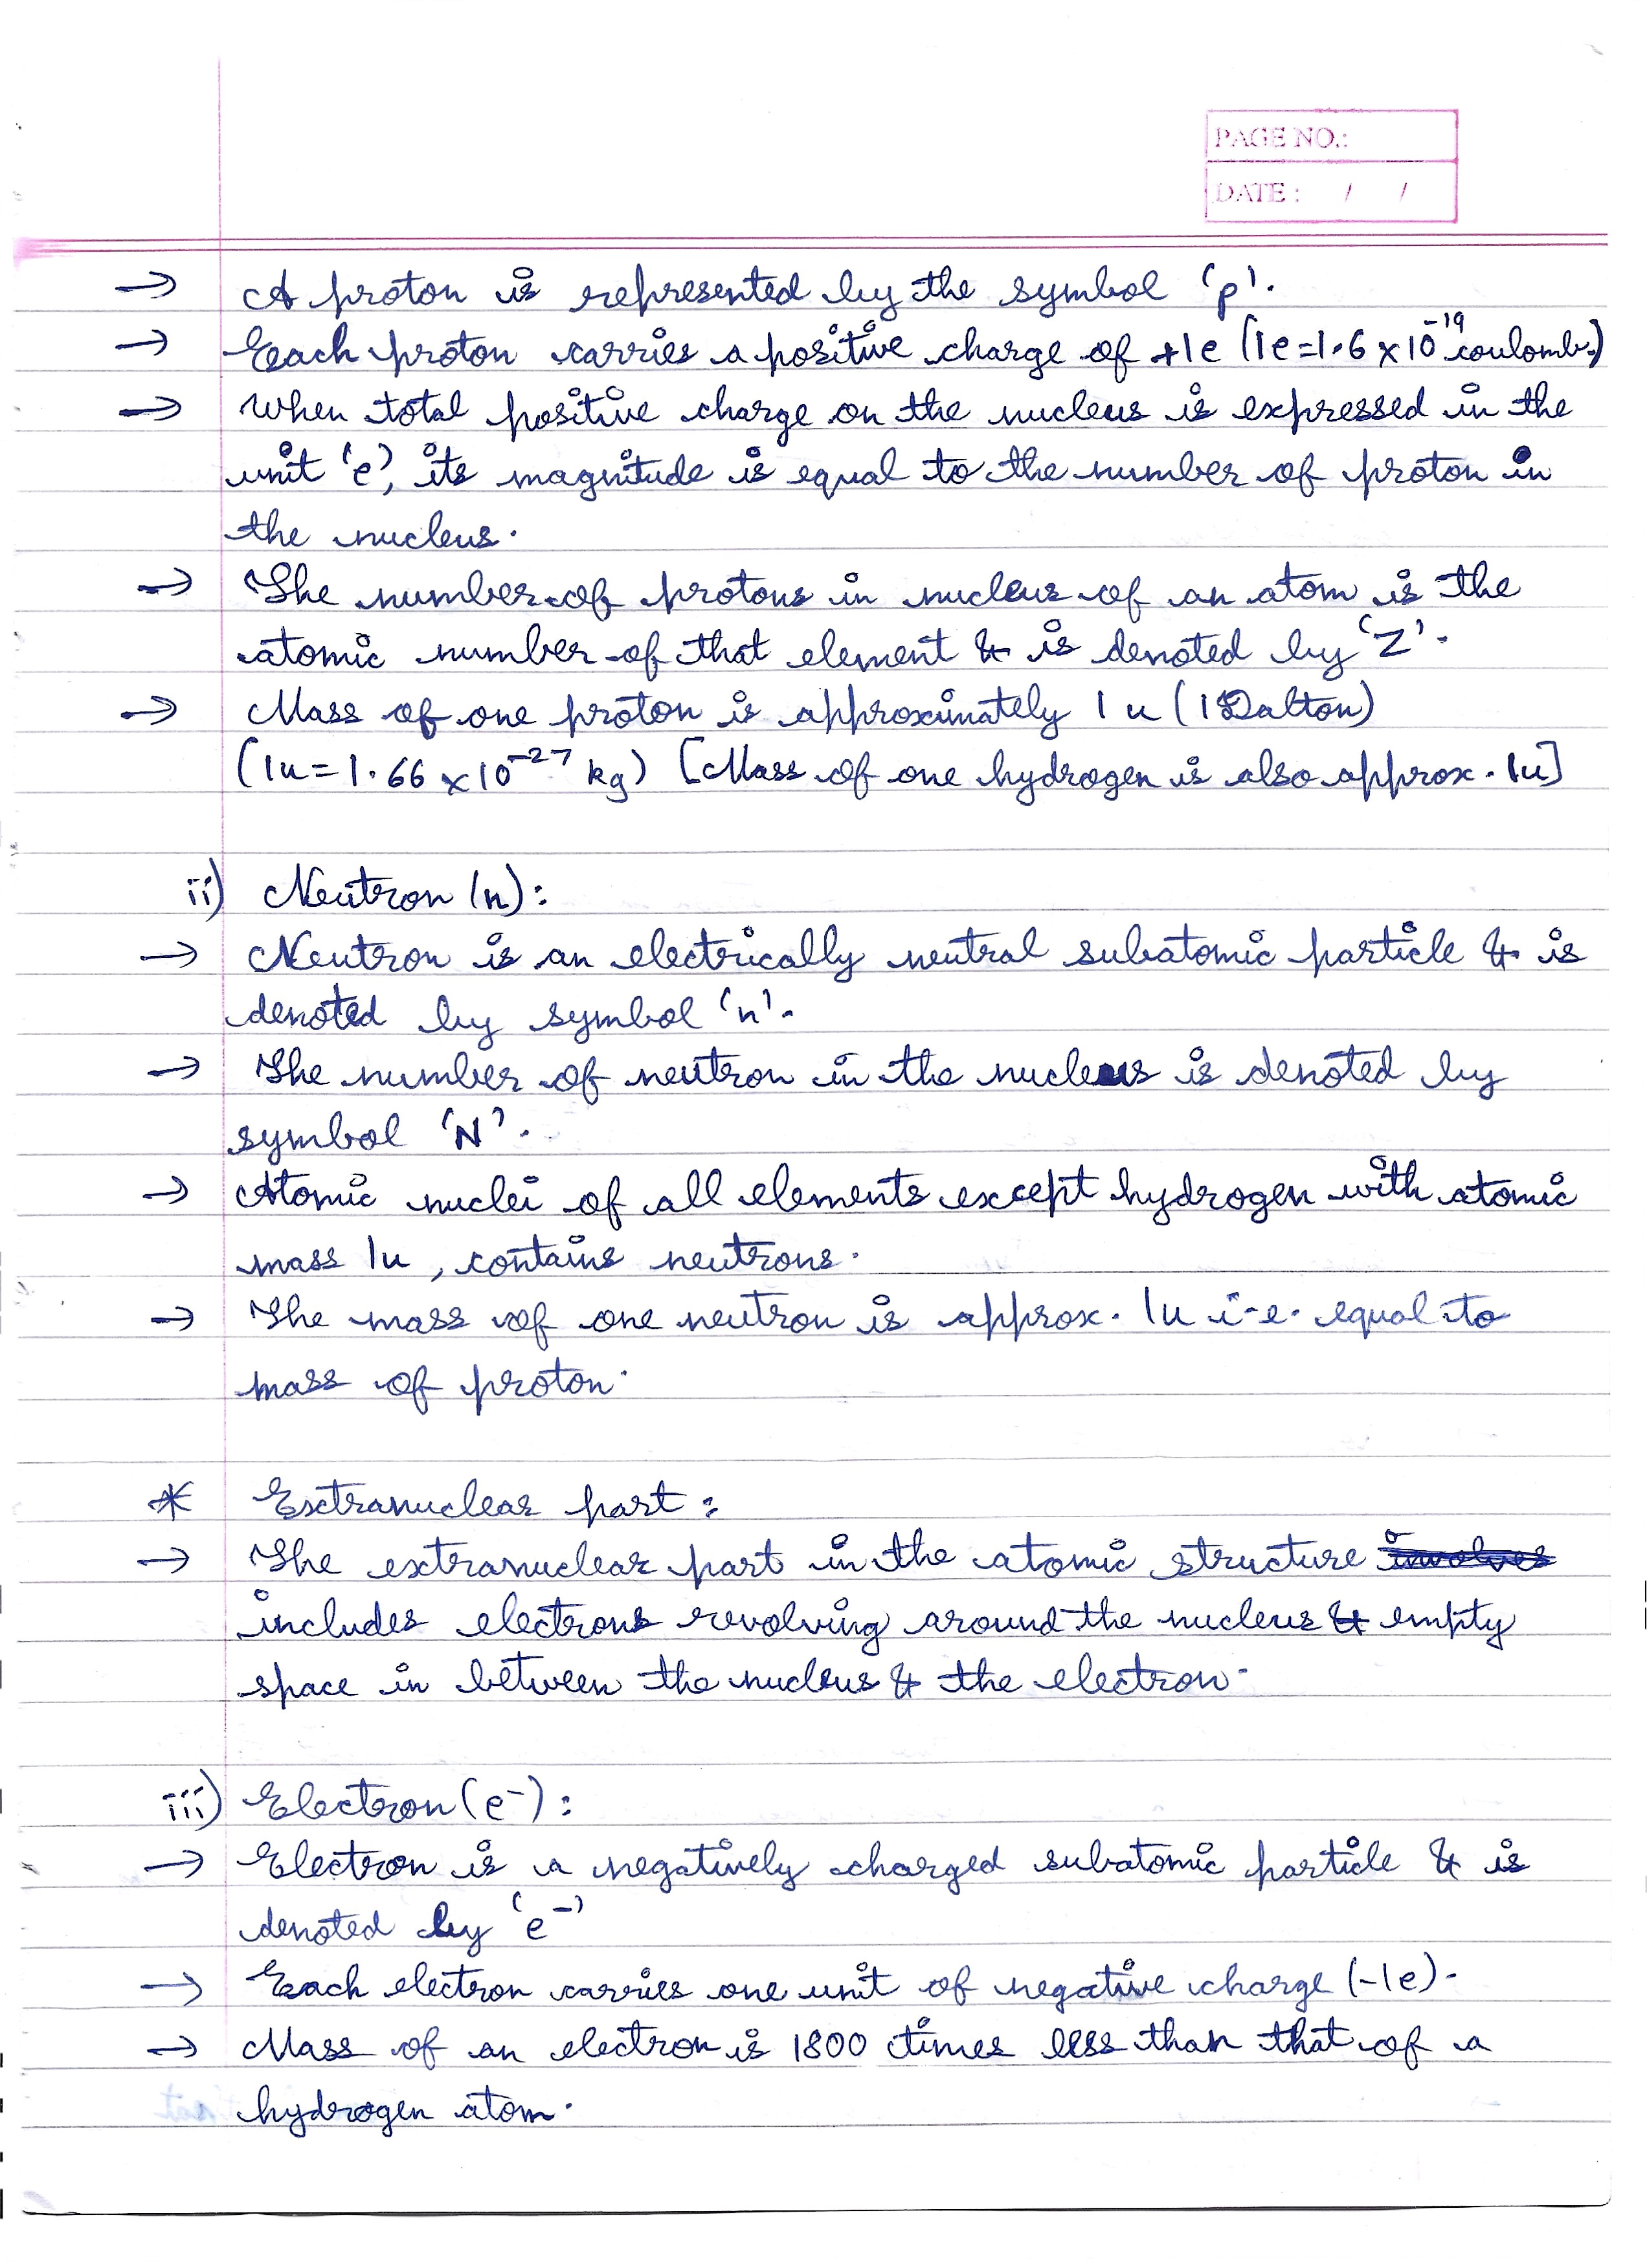 PAGE NO.:
DATE : / /
→ A proton is represented by the symbol 'p'.
→ Each proton carries a positive charge of +1e (1e=1.6×10⁻¹⁹ coulomb.)
→ When total positive charge on the nucleus is expressed in the
unit 'e', its magnitude is equal to the number of proton in
the nucleus.
→ The number of protons in nucleus of an atom is the
atomic number of that element & is denoted by 'Z'.
→ Mass of one proton is approximately 1 u (1 Dalton)
(1u = 1.66 × 10⁻²⁷ kg) [Mass of one hydrogen is also approx. 1u]
ii) Neutron (n):
→ Neutron is an electrically neutral subatomic particle & is
denoted by symbol 'n'.
→ The number of neutron in the nucleus is denoted by
symbol 'N'.
→ Atomic nuclei of all elements except hydrogen with atomic
mass 1u, contains neutrons.
→ The mass of one neutron is approx. 1u i.e. equal to
mass of proton.
* Extranuclear part:
→ The extranuclear part in the atomic structure involves
includes electrons revolving around the nucleus & empty
space in between the nucleus & the electron.
iii) Electron (e⁻):
→ Electron is a negatively charged subatomic particle & is
denoted by 'e⁻'
→ Each electron carries one unit of negative charge (-1e).
→ Mass of an electron is 1800 times less than that of a
hydrogen atom.